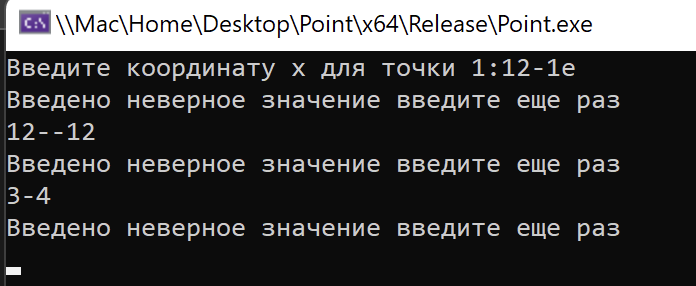 \\Mac\Home\Desktop\Point\x64\Release\Point.exe
Введите координату x для точки 1:12-1e
Введено неверное значение введите еще раз
12--12
Введено неверное значение введите еще раз
3-4
Введено неверное значение введите еще раз